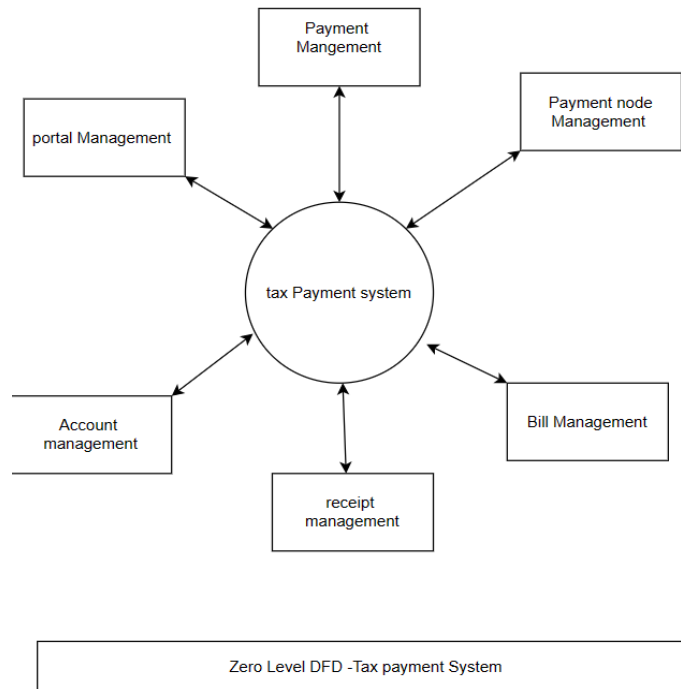 Payment
Mangement
Payment node
Management
portal Management
tax Payment system
Account
management
Bill Management
receipt
management
Zero Level DFD -Tax payment System